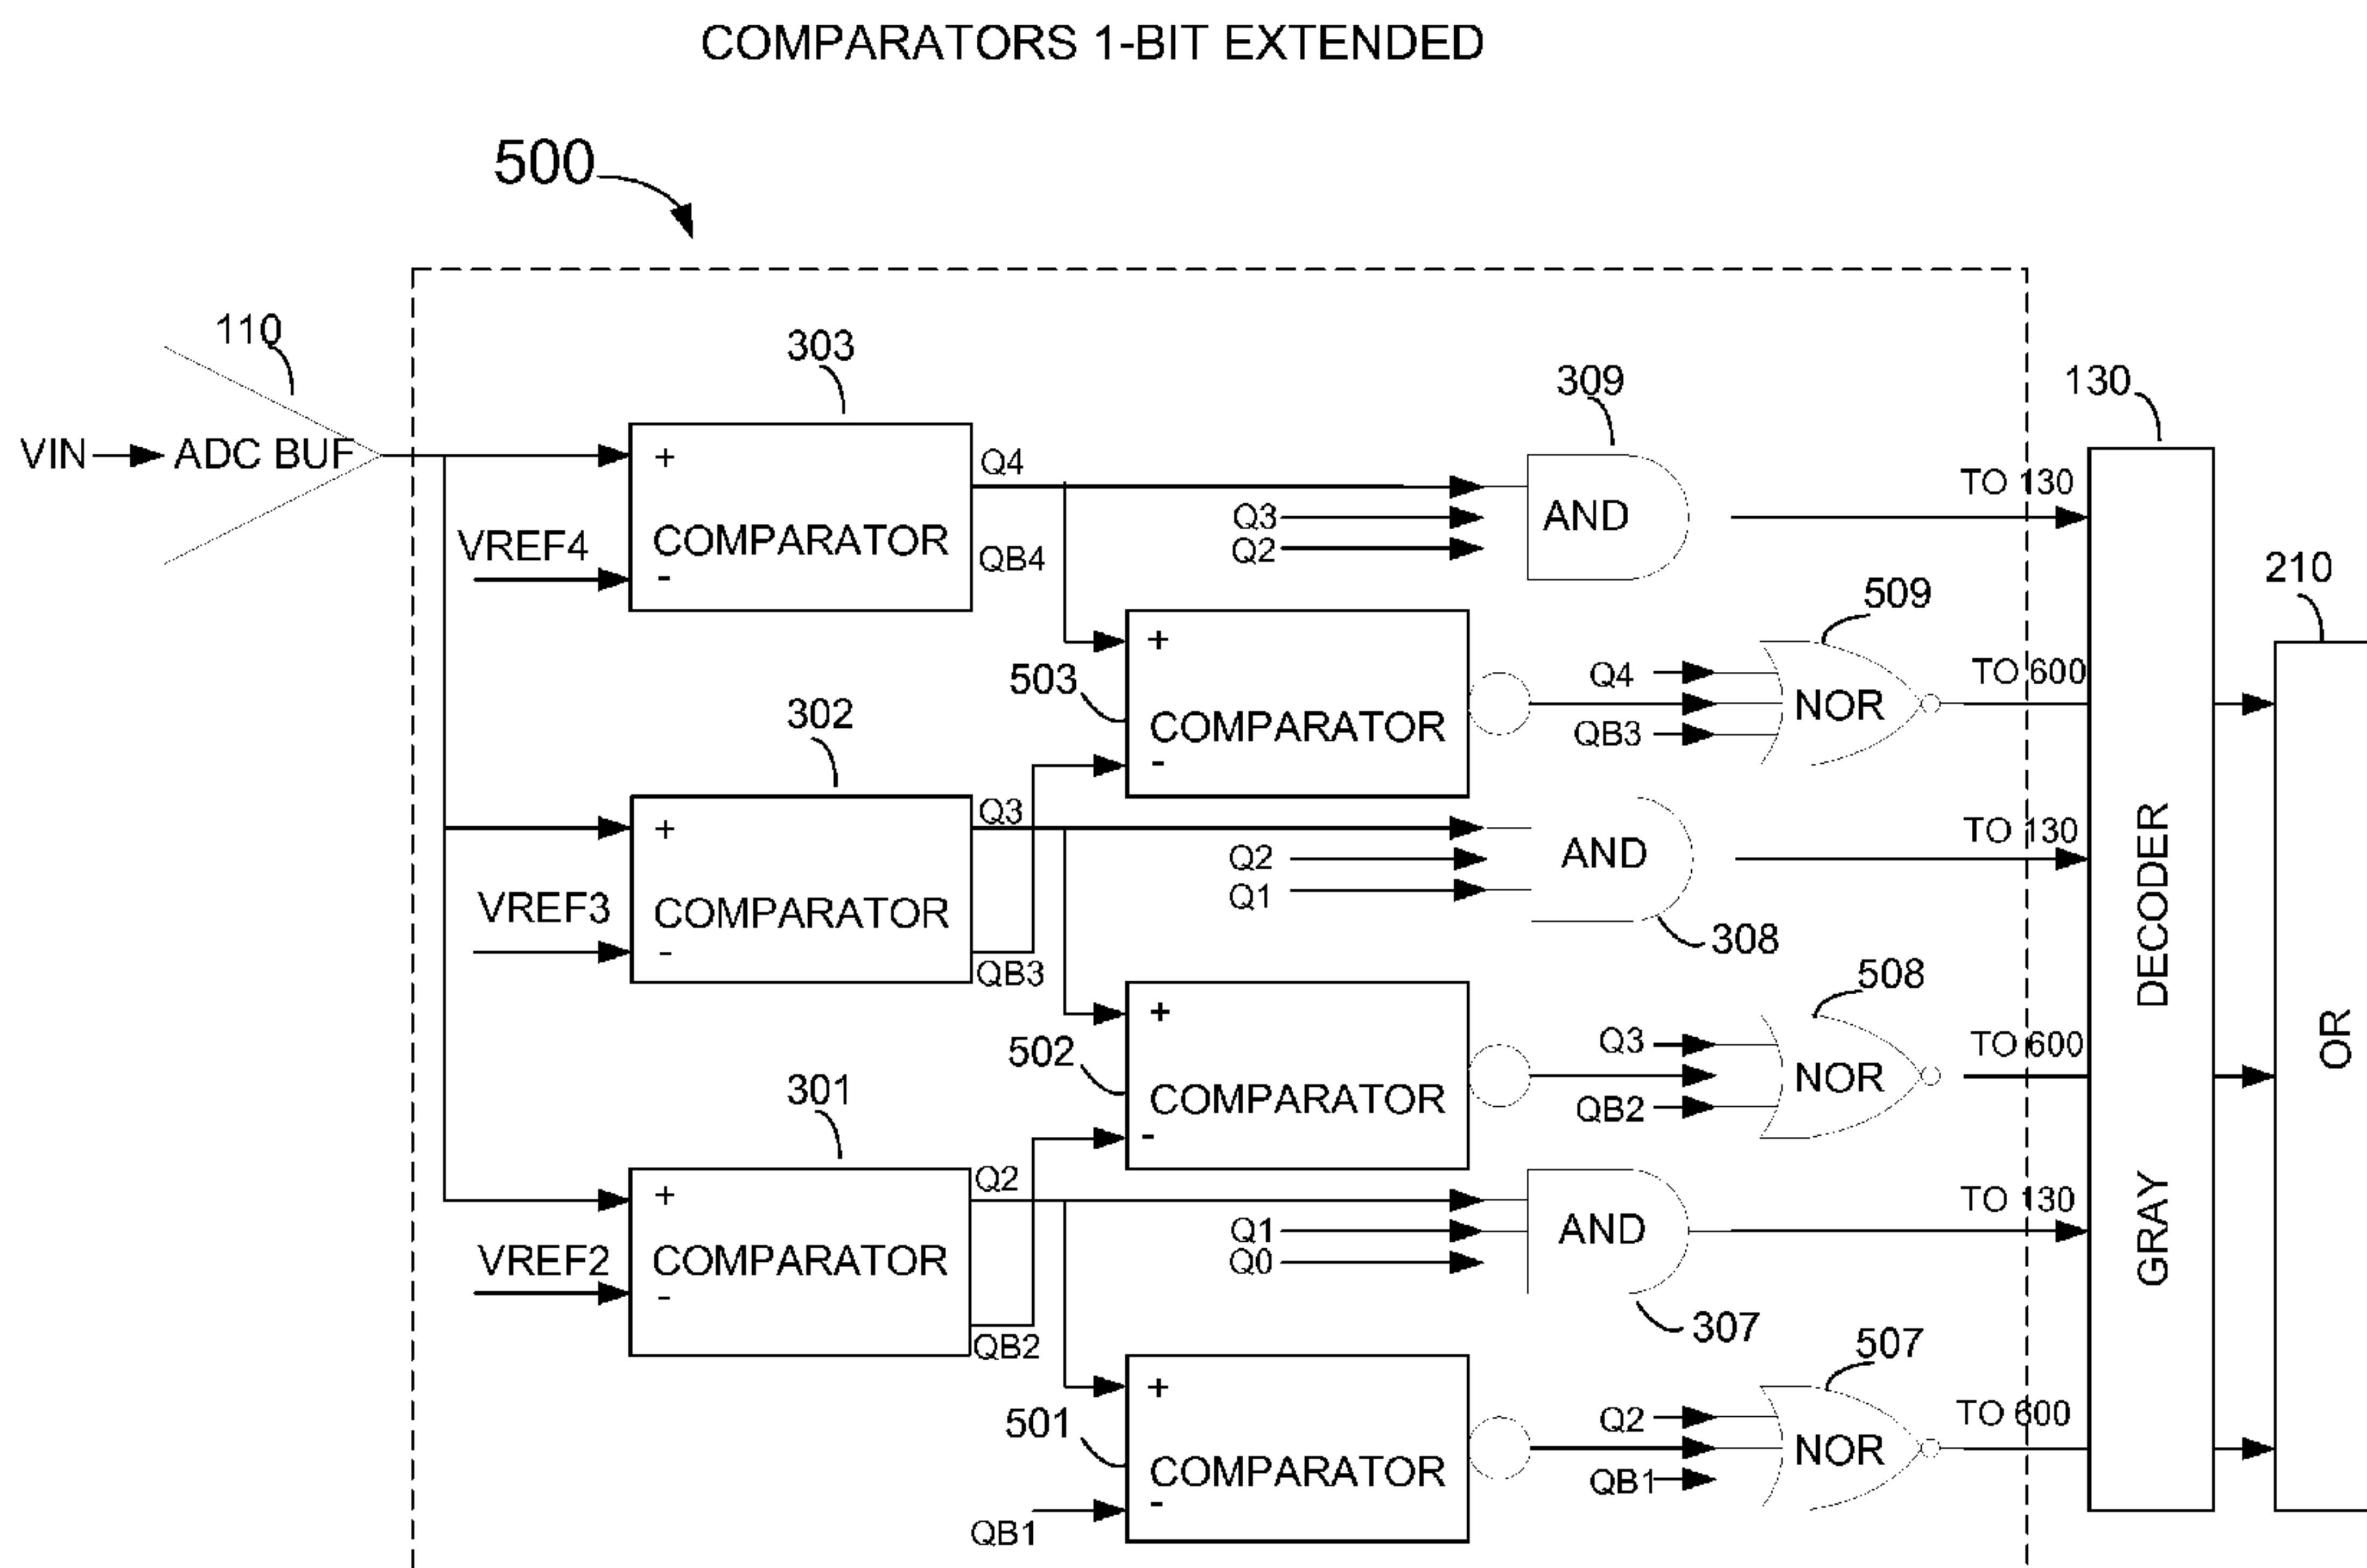 COMPARATORS 1-BIT EXTENDED
500
110
VIN
ADC BUF
303
+
COMPARATOR
-
VREF4
Q4
QB4
Q3
Q2
309
AND
TO 130
130
503
+
COMPARATOR
-
Q4
QB3
509
NOR
TO 600
210
302
+
COMPARATOR
-
VREF3
Q3
QB3
Q2
Q1
AND
308
TO 130
502
+
COMPARATOR
-
Q3
QB2
508
NOR
TO 600
301
+
COMPARATOR
-
VREF2
Q2
QB2
Q1
Q0
AND
307
TO 130
501
+
COMPARATOR
-
QB1
Q2
QB1
507
NOR
TO 600
GRAY DECODER
OR